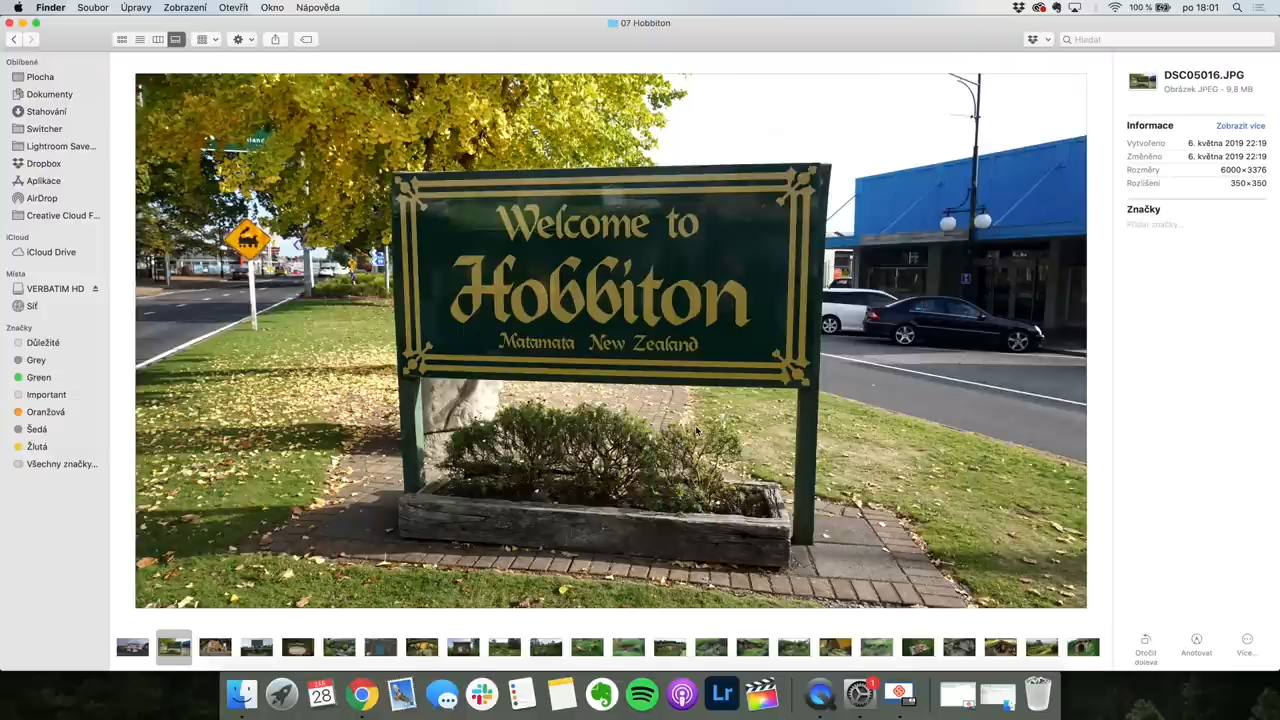 Finder Soubor Úpravy Zobrazení Otevřít Okno Nápověda 100 % po 18:01
07 Hobbiton
Hledat
Oblíbené
Plocha
Dokumenty
Stahování
Switcher
Lightroom Save...
Dropbox
Aplikace
AirDrop
Creative Cloud F...
iCloud
iCloud Drive
Místa
VERBATIM HD
Síť
Značky
Důležité
Grey
Green
Important
Oranžová
Šedá
Žlutá
Všechny značky...
Welcome to
Hobbiton
Matamata New Zealand
DSC05016.JPG
Obrázek JPEG - 9,8 MB
Informace Zobrazit více
Vytvořeno 6. května 2019 22:19
Změněno 6. května 2019 22:19
Rozměry 6000×3376
Rozlišení 350×350
Značky
Přidat značky...
Otočit doleva
Anotovat
Více...
ZÁŘ
28
Lr
1